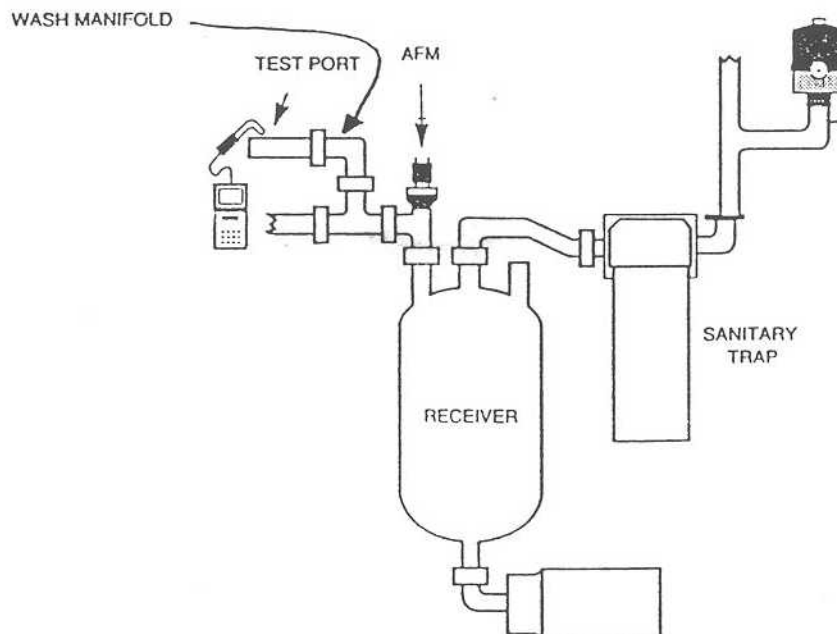 WASH MANIFOLD
TEST PORT
AFM
SANITARY
TRAP
RECEIVER